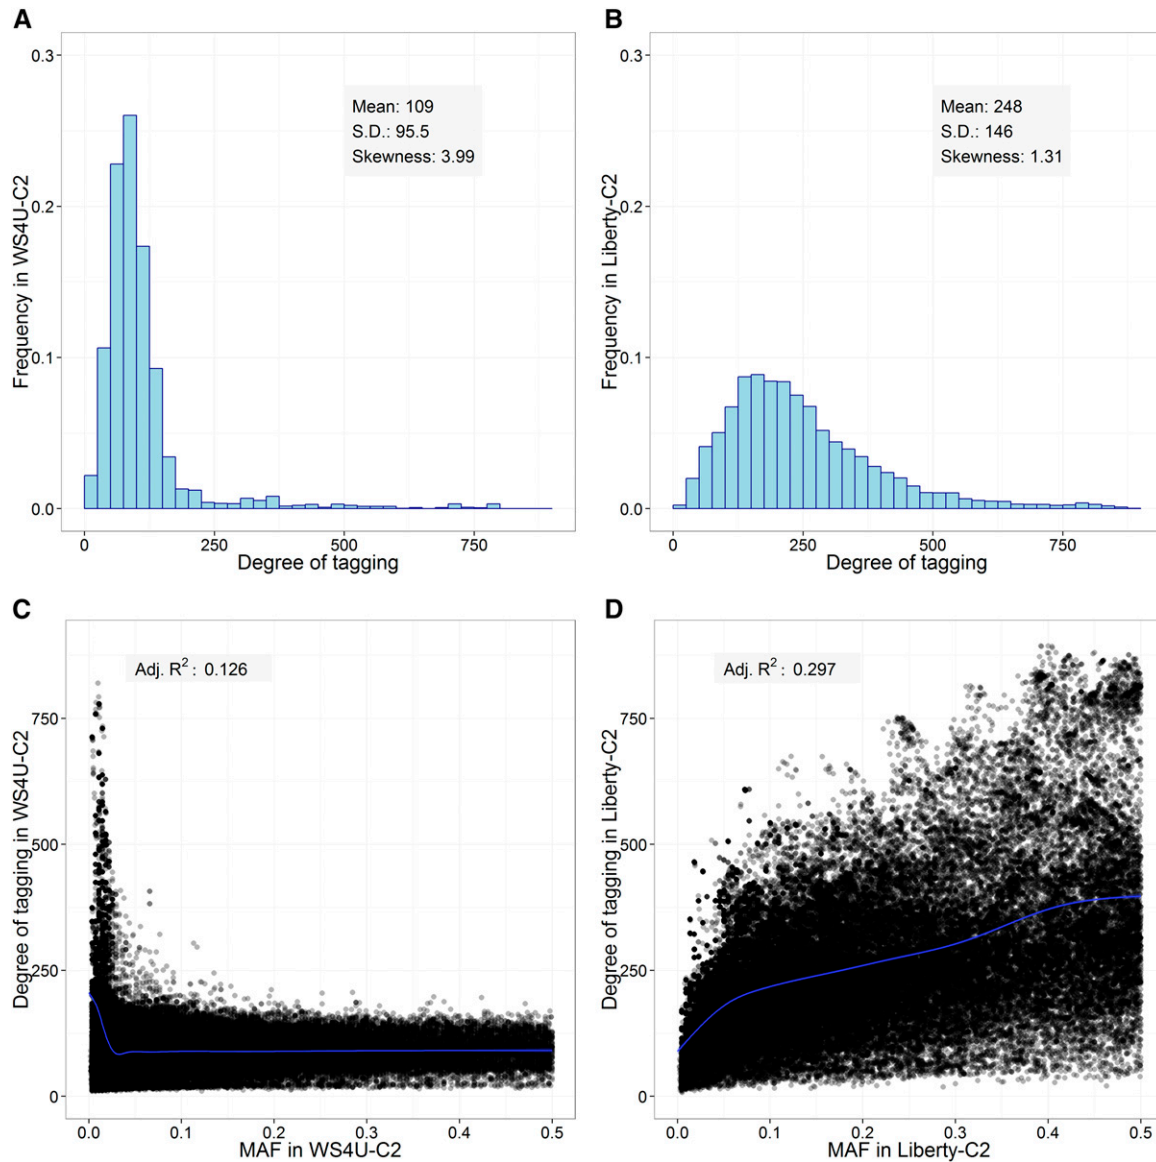 A
Frequency in WS4U-C2
0.3
0.2
0.1
0.0
Mean: 109
S.D.: 95.5
Skewness: 3.99
0 250 500 750
Degree of tagging
B
Frequency in Liberty-C2
0.3
0.2
0.1
0.0
Mean: 248
S.D.: 146
Skewness: 1.31
0 250 500 750
Degree of tagging
C
Degree of tagging in WS4U-C2
Adj. R²: 0.126
750
500
250
0
0.0 0.1 0.2 0.3 0.4 0.5
MAF in WS4U-C2
D
Degree of tagging in Liberty-C2
Adj. R²: 0.297
750
500
250
0
0.0 0.1 0.2 0.3 0.4 0.5
MAF in Liberty-C2